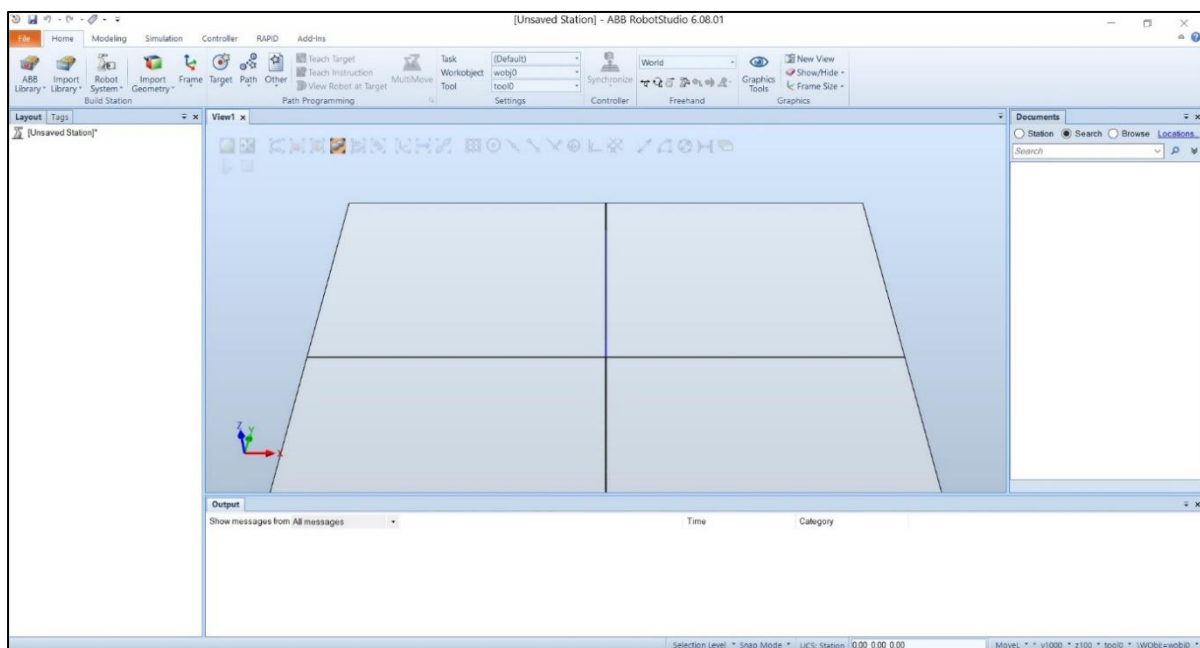 [Unsaved Station] - ABB RobotStudio 6.08.01
File Home Modeling Simulation Controller RAPID Add-Ins
ABB Library Import Library Robot System Import Geometry Frame Target Path Other
Build Station
Teach Target
Teach Instruction
View Robot at Target
MultiMove
Path Programming
Task (Default)
Workobject wobj0
Tool tool0
Settings
Synchronize
Controller
World
Freehand
Graphics Tools
New View
Show/Hide
Frame Size
Graphics
Layout Tags
[Unsaved Station]*
View1
Z
Y
X
Documents
Station Search Browse Locations...
Search
Output
Show messages from All messages Time Category
Selection Level Snap Mode UCS: Station 0.00 0.00 0.00 MoveL * v1000 * z100 * tool0 * \WObj:=wobj0